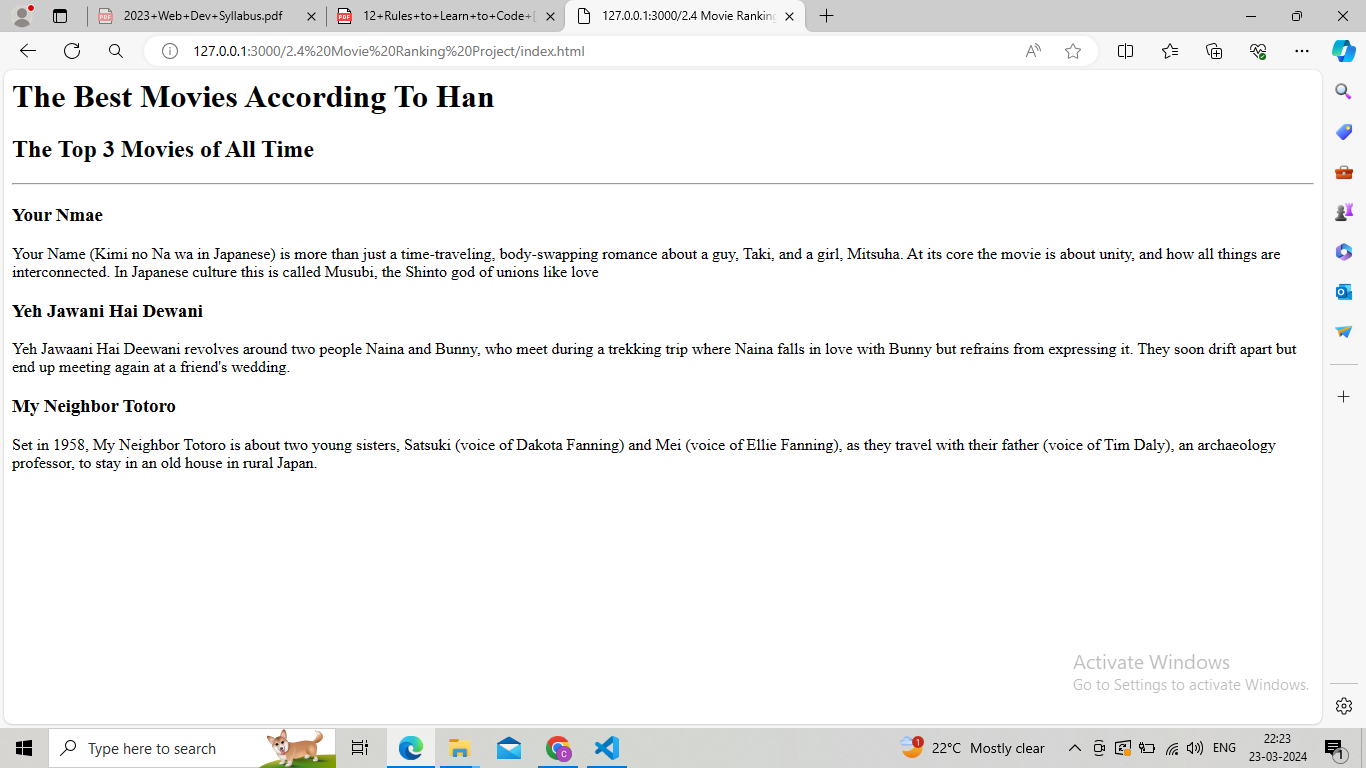 2023+Web+Dev+Syllabus.pdf
12+Rules+to+Learn+to+Code+[
127.0.0.1:3000/2.4 Movie Ranking
127.0.0.1:3000/2.4%20Movie%20Ranking%20Project/index.html
The Best Movies According To Han
The Top 3 Movies of All Time
Your Nmae
Your Name (Kimi no Na wa in Japanese) is more than just a time-traveling, body-swapping romance about a guy, Taki, and a girl, Mitsuha. At its core the movie is about unity, and how all things are
interconnected. In Japanese culture this is called Musubi, the Shinto god of unions like love
Yeh Jawani Hai Dewani
Yeh Jawaani Hai Deewani revolves around two people Naina and Bunny, who meet during a trekking trip where Naina falls in love with Bunny but refrains from expressing it. They soon drift apart but
end up meeting again at a friend's wedding.
My Neighbor Totoro
Set in 1958, My Neighbor Totoro is about two young sisters, Satsuki (voice of Dakota Fanning) and Mei (voice of Ellie Fanning), as they travel with their father (voice of Tim Daly), an archaeology
professor, to stay in an old house in rural Japan.
Activate Windows
Go to Settings to activate Windows.
Type here to search
1
22°C Mostly clear
ENG
22:23
23-03-2024
1